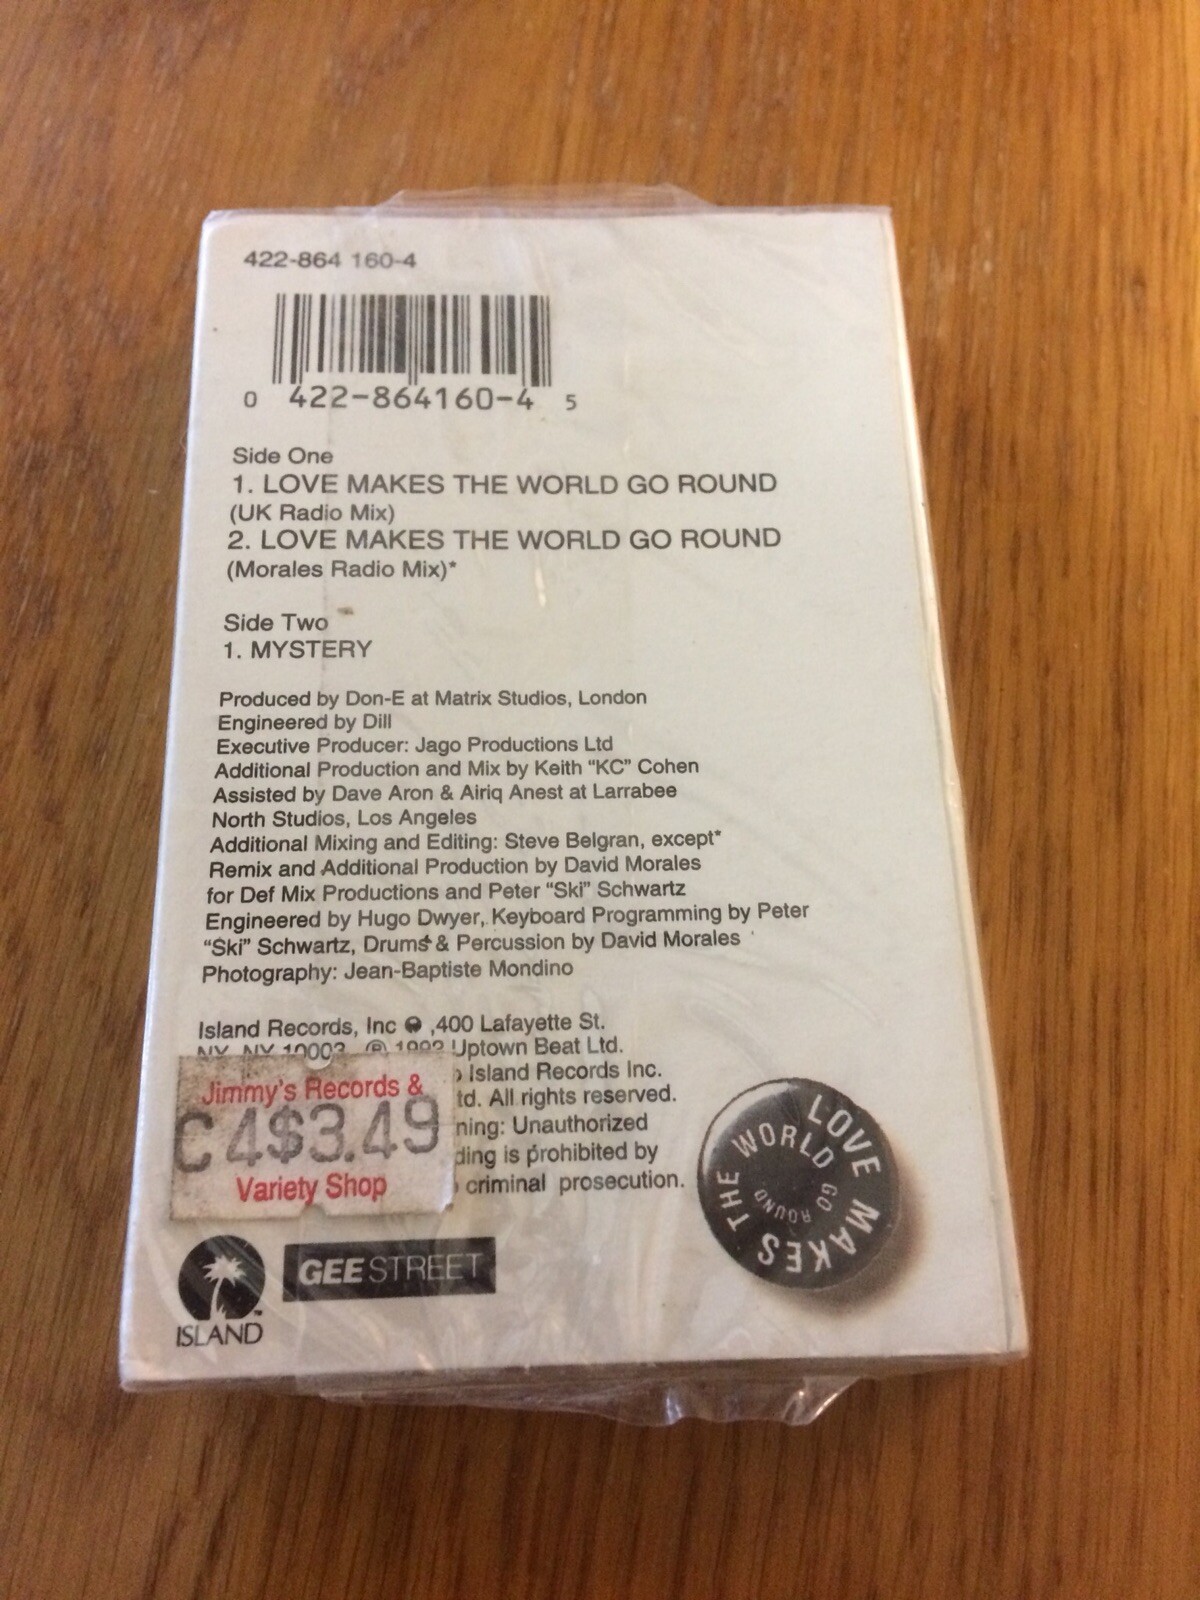 422-864 160-4
0 422-864160-4 5
Side One
1. LOVE MAKES THE WORLD GO ROUND
(UK Radio Mix)
2. LOVE MAKES THE WORLD GO ROUND
(Morales Radio Mix)*
Side Two
1. MYSTERY
Produced by Don-E at Matrix Studios, London
Engineered by Dill
Executive Producer: Jago Productions Ltd
Additional Production and Mix by Keith “KC” Cohen
Assisted by Dave Aron & Airiq Anest at Larrabee
North Studios, Los Angeles
Additional Mixing and Editing: Steve Belgran, except*
Remix and Additional Production by David Morales
for Def Mix Productions and Peter “Ski” Schwartz
Engineered by Hugo Dwyer, Keyboard Programming by Peter
“Ski” Schwartz, Drums & Percussion by David Morales
Photography: Jean-Baptiste Mondino
Island Records, Inc ,400 Lafayette St.
NY, NY 10003 ℗ 1992 Uptown Beat Ltd.
Island Records Inc.
td. All rights reserved.
ning: Unauthorized
ding is prohibited by
criminal prosecution.
Jimmy's Records &
C4$3.49
Variety Shop
LOVE MAKES THE WORLD GO ROUND
ISLAND™
GEE STREET